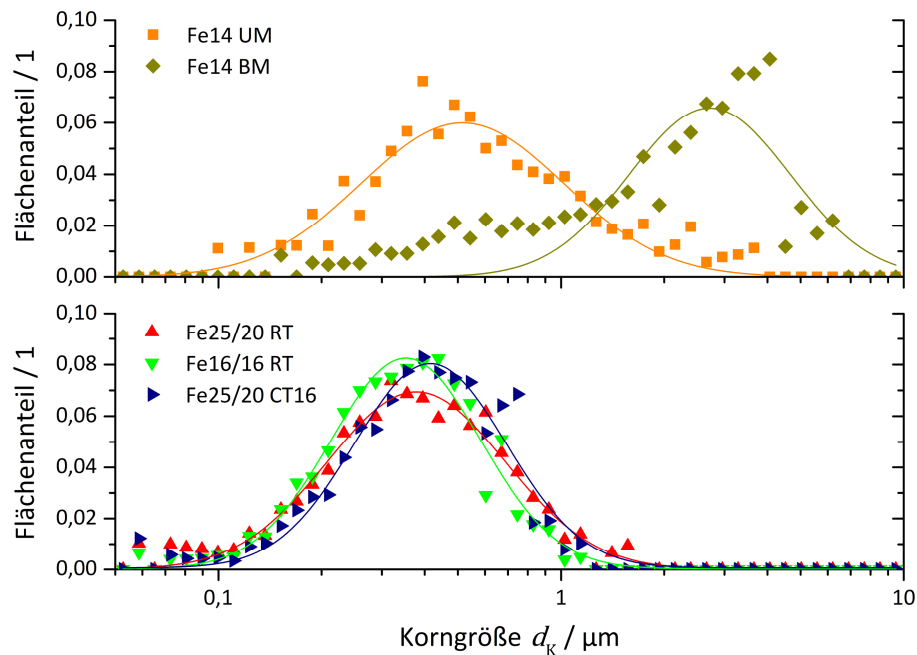 0,10
0,08
0,06
0,04
0,02
0,00
Flächenanteil / 1
Fe14 UM
Fe14 BM
0,10
0,08
0,06
0,04
0,02
0,00
Flächenanteil / 1
Fe25/20 RT
Fe16/16 RT
Fe25/20 CT16
0,1 1 10
Korngröße dK / µm